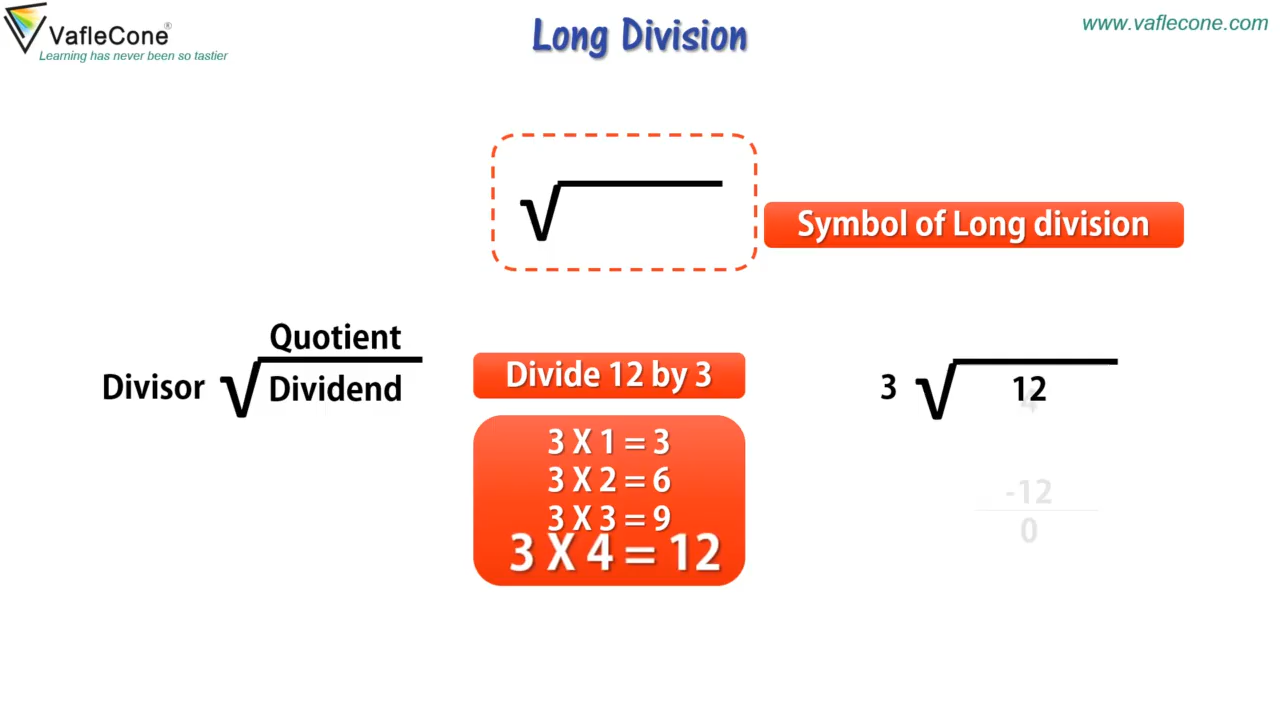 VafleCone®
Learning has never been so tastier
Long Division
www.vaflecone.com
√
Symbol of Long division
Quotient
Divisor √ Dividend
Divide 12 by 3
3 X 1 = 3
3 X 2 = 6
3 X 3 = 9
3 X 4 = 12
3 √ 12
4
-12
0